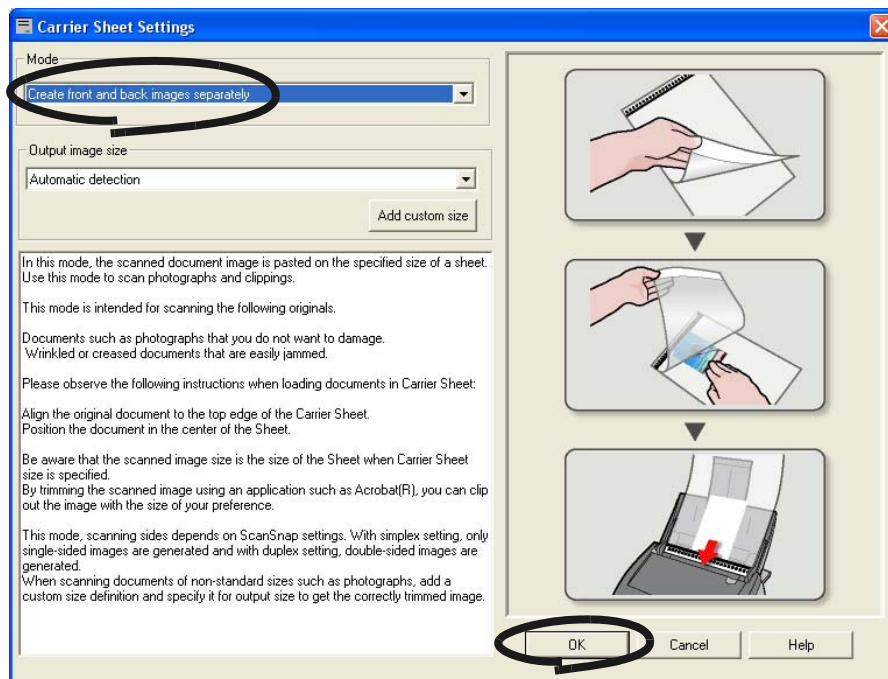 Carrier Sheet Settings
Mode
Create front and back images separately
Output image size
Automatic detection
Add custom size
In this mode, the scanned document image is pasted on the specified size of a sheet.
Use this mode to scan photographs and clippings.
This mode is intended for scanning the following originals.
Documents such as photographs that you do not want to damage.
Wrinkled or creased documents that are easily jammed.
Please observe the following instructions when loading documents in Carrier Sheet:
Align the original document to the top edge of the Carrier Sheet.
Position the document in the center of the Sheet.
Be aware that the scanned image size is the size of the Sheet when Carrier Sheet
size is specified.
By trimming the scanned image using an application such as Acrobat(R), you can clip
out the image with the size of your preference.
This mode, scanning sides depends on ScanSnap settings. With simplex setting, only
single-sided images are generated and with duplex setting, double-sided images are
generated.
When scanning documents of non-standard sizes such as photographs, add a
custom size definition and specify it for output size to get the correctly trimmed image.
OK
Cancel
Help